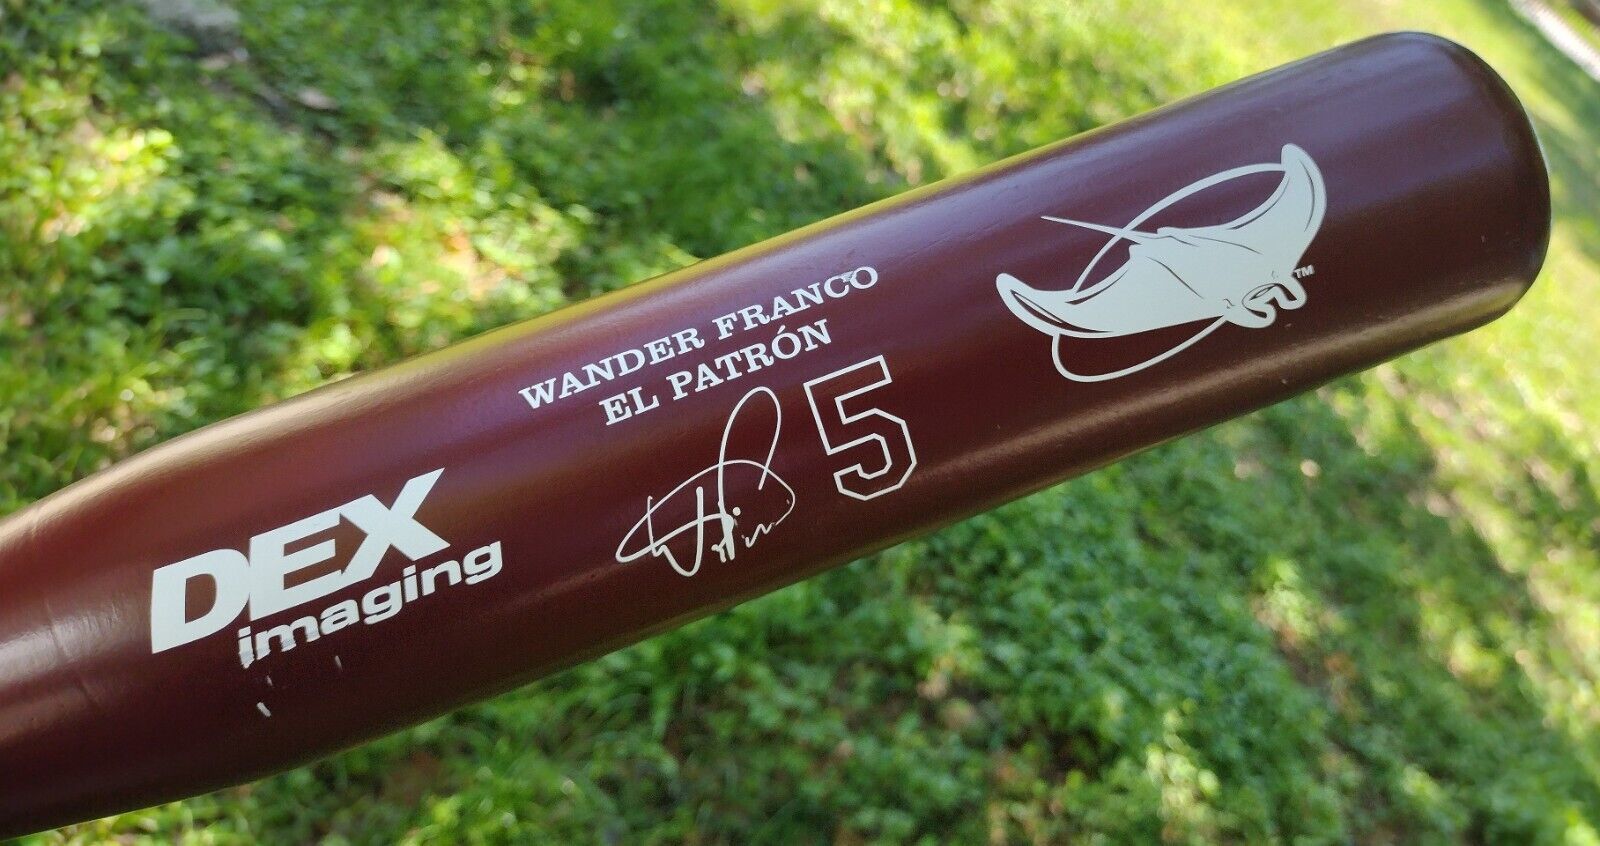 DEX
imaging
WANDER FRANCO
EL PATRÓN
5
TM